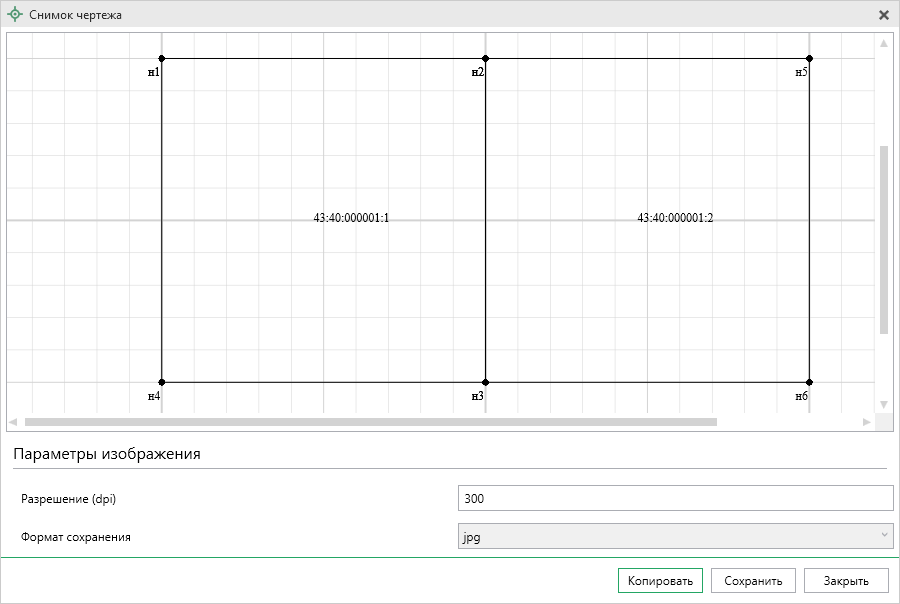 Снимок чертежа
н1 н2 н5
43:40:000001:1 43:40:000001:2
н4 н3 н6
Параметры изображения
Разрешение (dpi) 300
Формат сохранения jpg
Копировать Сохранить Закрыть